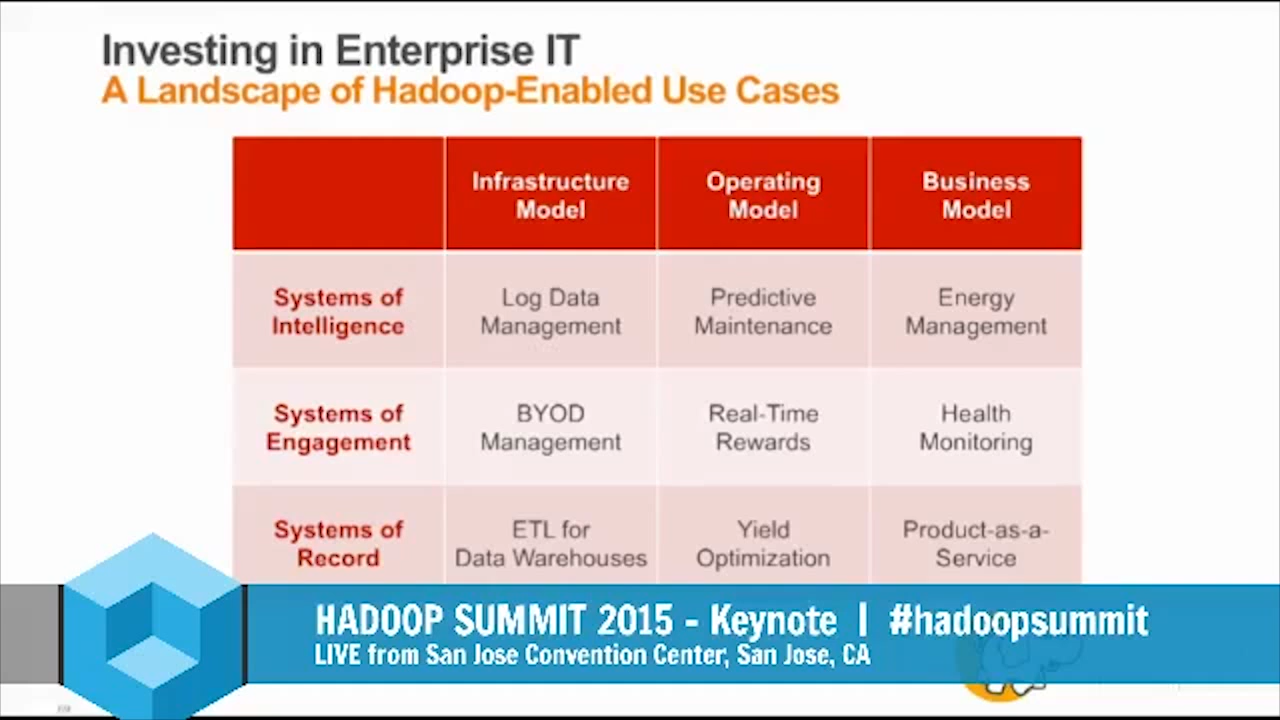 Investing in Enterprise IT
A Landscape of Hadoop-Enabled Use Cases
Infrastructure
Model
Operating
Model
Business
Model
Systems of
Intelligence
Log Data
Management
Predictive
Maintenance
Energy
Management
Systems of
Engagement
BYOD
Management
Real-Time
Rewards
Health
Monitoring
Systems of
Record
ETL for
Data Warehouses
Yield
Optimization
Product-as-a-
Service
HADOOP SUMMIT 2015 - Keynote | #hadoopsummit
LIVE from San Jose Convention Center, San Jose, CA